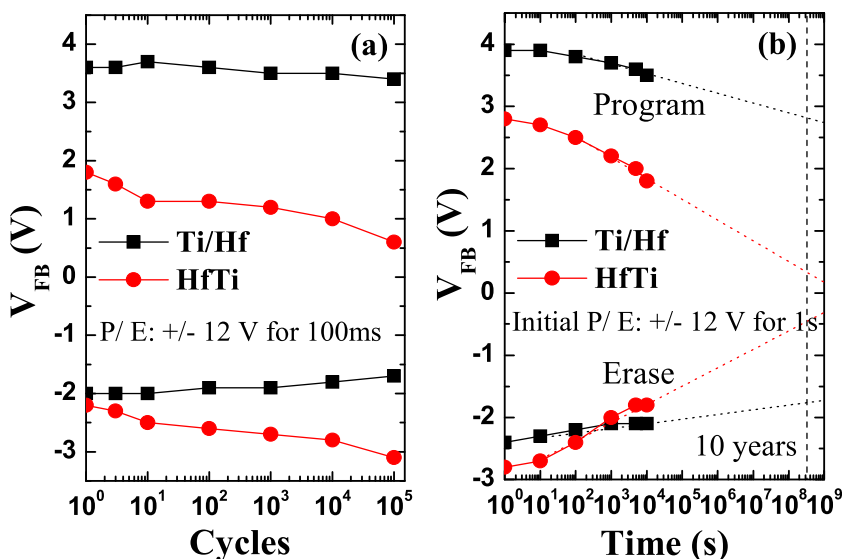 (a)
V_FB (V)
4
3
2
1
0
-1
-2
-3
Ti/Hf
HfTi
P/ E: +/- 12 V for 100ms
10^0 10^1 10^2 10^3 10^4 10^5
Cycles
(b)
V_FB (V)
4
3
2
1
0
-1
-2
-3
Program
Ti/Hf
HfTi
Initial P/ E: +/- 12 V for 1s
Erase
10 years
10^0 10^1 10^2 10^3 10^4 10^5 10^6 10^7 10^8 10^9
Time (s)